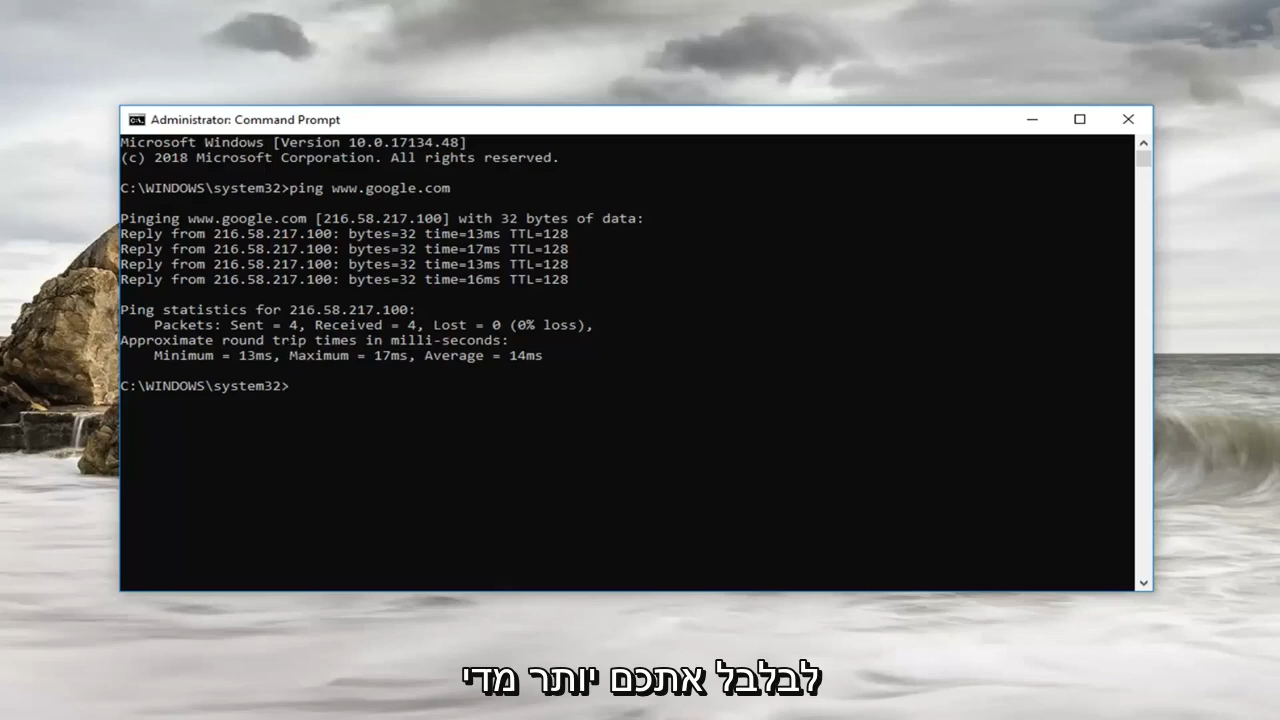 Administrator: Command Prompt
Microsoft Windows [Version 10.0.17134.48]
(c) 2018 Microsoft Corporation. All rights reserved.
C:\WINDOWS\system32>ping www.google.com
Pinging www.google.com [216.58.217.100] with 32 bytes of data:
Reply from 216.58.217.100: bytes=32 time=13ms TTL=128
Reply from 216.58.217.100: bytes=32 time=17ms TTL=128
Reply from 216.58.217.100: bytes=32 time=13ms TTL=128
Reply from 216.58.217.100: bytes=32 time=16ms TTL=128
Ping statistics for 216.58.217.100:
Packets: Sent = 4, Received = 4, Lost = 0 (0% loss),
Approximate round trip times in milli-seconds:
Minimum = 13ms, Maximum = 17ms, Average = 14ms
C:\WINDOWS\system32>
לבלבל אתכם יותר מדי